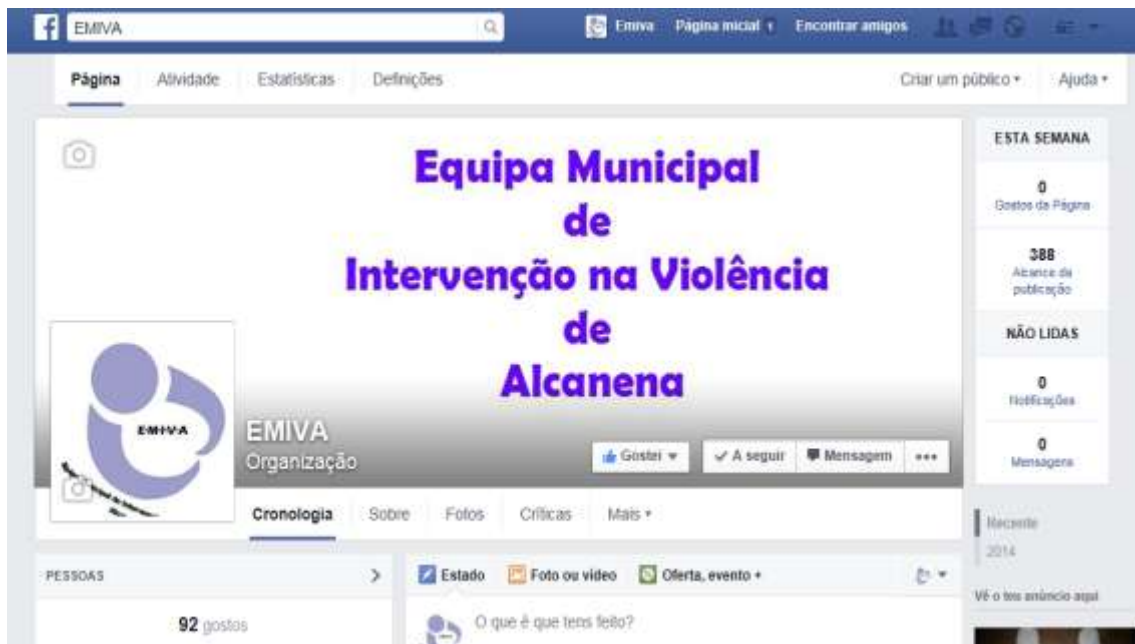 EMIVA
Emiva Página inicial 1 Encontrar amigos
Página Atividade Estatísticas Definições Criar um público Ajuda
Equipa Municipal
de
Intervenção na Violência
de
Alcanena
E·M·I·V·A
EMIVA
Organização
Gostei A seguir Mensagem
Cronologia Sobre Fotos Críticas Mais
ESTA SEMANA
0
Gostos da Página
388
Alcance da
publicação
NÃO LIDAS
0
Notificações
0
Mensagens
Recente
2014
Vê o teu anúncio aqui
PESSOAS
92 gostos
Estado Foto ou vídeo Oferta, evento +
O que é que tens feito?